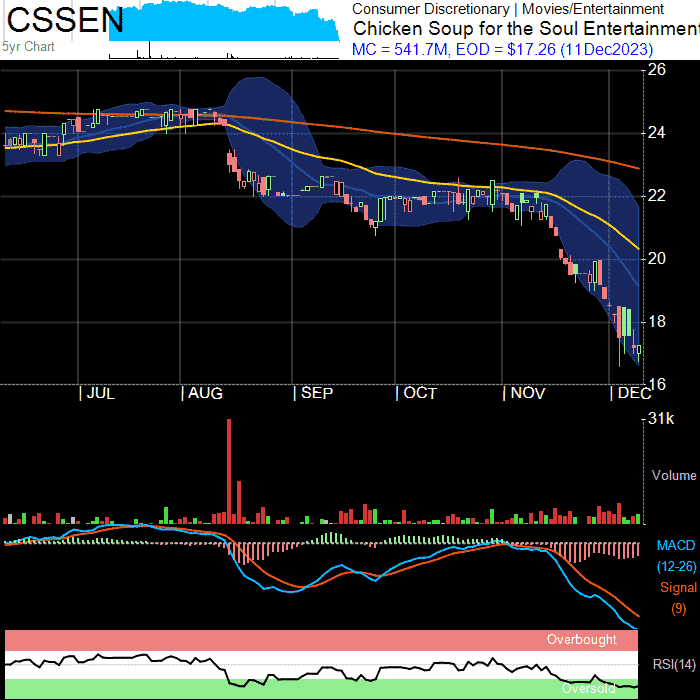 CSSEN
5yr Chart
Consumer Discretionary | Movies/Entertainment
Chicken Soup for the Soul Entertainment
MC = 541.7M, EOD = $17.26 (11Dec2023)
26
24
22
20
18
16
JUL
AUG
SEP
OCT
NOV
DEC
31k
Volume
MACD
(12-26)
Signal
(9)
Overbought
RSI(14)
Oversold